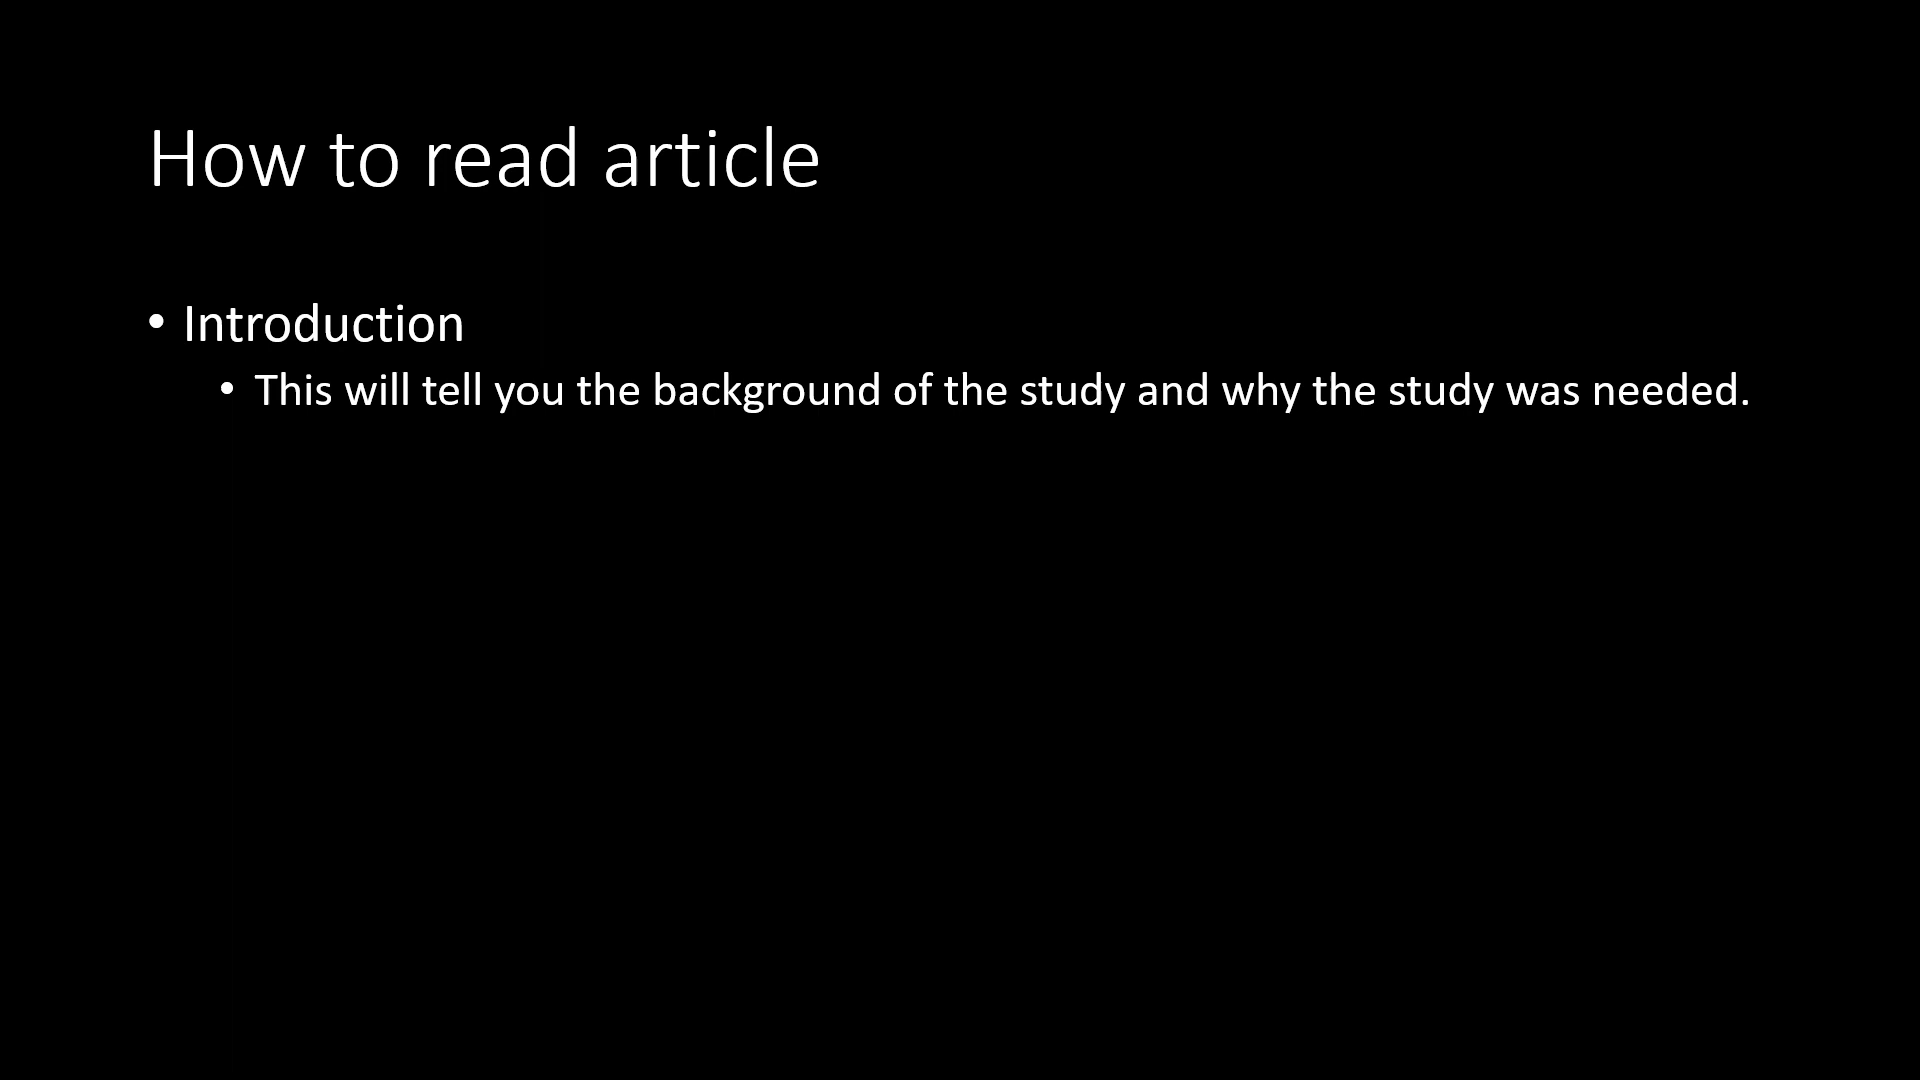 How to read article
• Introduction
• This will tell you the background of the study and why the study was needed.